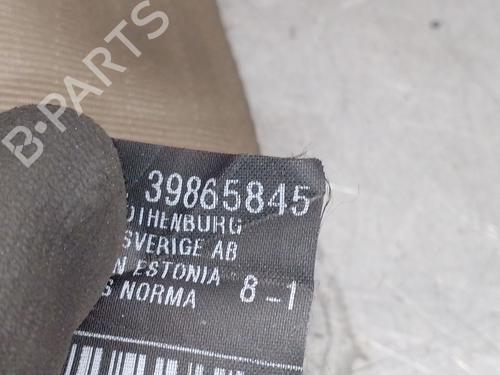 B-PARTS
39865845
OTHENBURG
SVERIGE AB
N ESTONIA
S NORMA 8-1